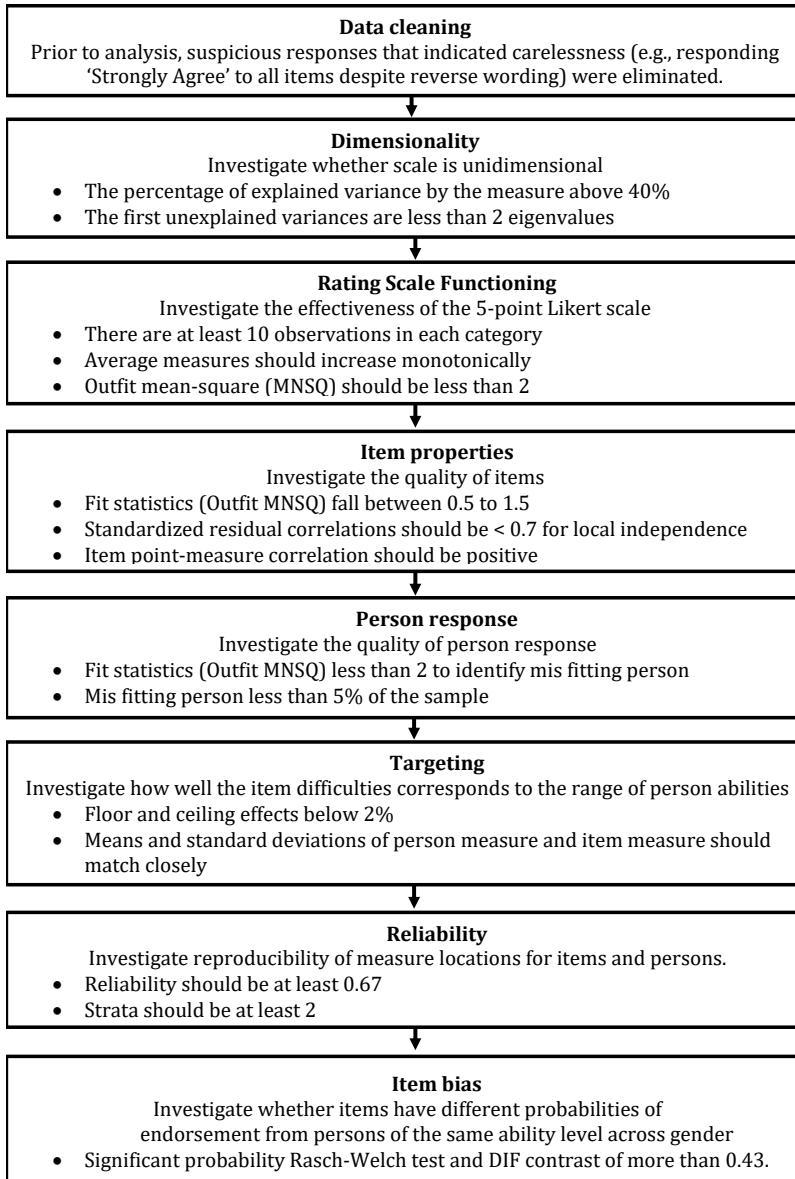 Data cleaning
Prior to analysis, suspicious responses that indicated carelessness (e.g., responding
‘Strongly Agree’ to all items despite reverse wording) were eliminated.
Dimensionality
Investigate whether scale is unidimensional
• The percentage of explained variance by the measure above 40%
• The first unexplained variances are less than 2 eigenvalues
Rating Scale Functioning
Investigate the effectiveness of the 5-point Likert scale
• There are at least 10 observations in each category
• Average measures should increase monotonically
• Outfit mean-square (MNSQ) should be less than 2
Item properties
Investigate the quality of items
• Fit statistics (Outfit MNSQ) fall between 0.5 to 1.5
• Standardized residual correlations should be < 0.7 for local independence
• Item point-measure correlation should be positive
Person response
Investigate the quality of person response
• Fit statistics (Outfit MNSQ) less than 2 to identify mis fitting person
• Mis fitting person less than 5% of the sample
Targeting
Investigate how well the item difficulties corresponds to the range of person abilities
• Floor and ceiling effects below 2%
• Means and standard deviations of person measure and item measure should
match closely
Reliability
Investigate reproducibility of measure locations for items and persons.
• Reliability should be at least 0.67
• Strata should be at least 2
Item bias
Investigate whether items have different probabilities of
endorsement from persons of the same ability level across gender
• Significant probability Rasch-Welch test and DIF contrast of more than 0.43.